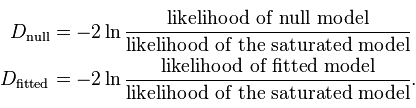 D_null = −2 ln likelihood of null model / likelihood of the saturated model
D_fitted = −2 ln likelihood of fitted model / likelihood of the saturated model.